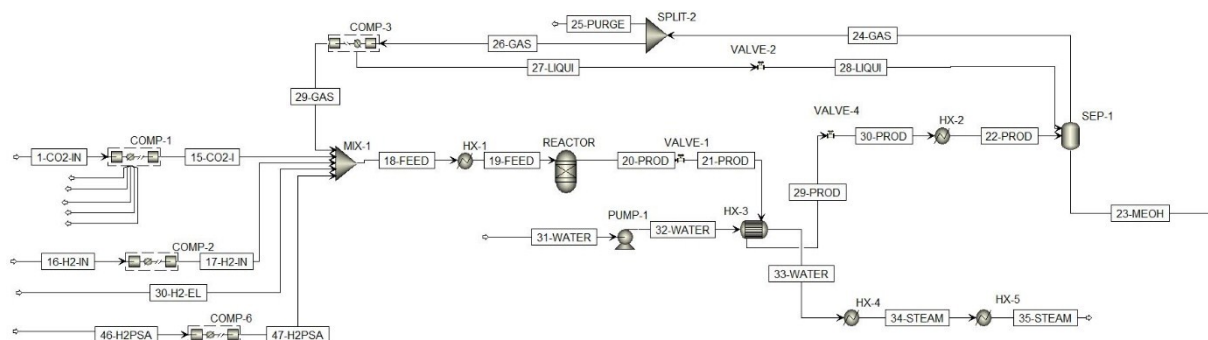 25-PURGE
SPLIT-2
COMP-3
26-GAS
24-GAS
VALVE-2
27-LIQUI
28-LIQUI
29-GAS
VALVE-4
HX-2
SEP-1
COMP-1
MIX-1
30-PROD
22-PROD
1-CO2-IN
15-CO2-I
HX-1
REACTOR
VALVE-1
18-FEED
19-FEED
20-PROD
21-PROD
29-PROD
PUMP-1
HX-3
23-MEOH
31-WATER
32-WATER
COMP-2
16-H2-IN
17-H2-IN
33-WATER
30-H2-EL
HX-4
HX-5
COMP-6
34-STEAM
35-STEAM
46-H2PSA
47-H2PSA